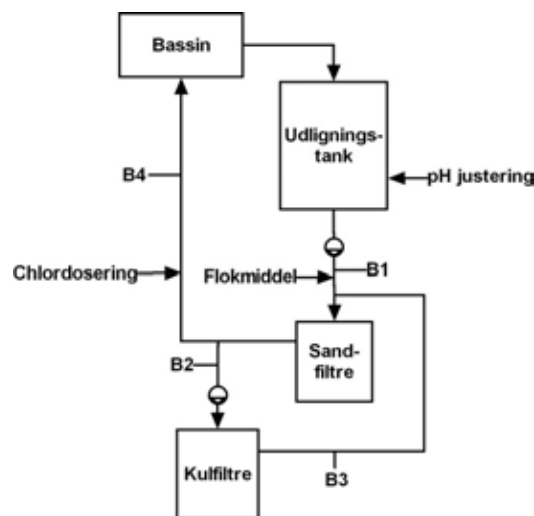 Bassin
Udlignings-
tank
B4
pH justering
Chlordosering
Flokmiddel
B1
Sand-
filtre
B2
Kulfiltre
B3